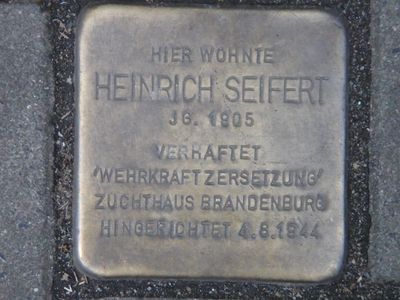 HIER WOHNTE
HEINRICH SEIFERT
JG. 1905
VERHAFTET
'WEHRKRAFTZERSETZUNG'
ZUCHTHAUS BRANDENBURG
HINGERICHTET 4.8.1944